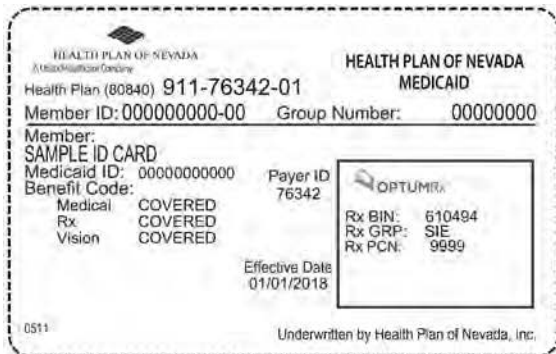 HEALTH PLAN OF NEVADA
A UnitedHealthcare Company
HEALTH PLAN OF NEVADA
MEDICAID
Health Plan (80840) 911-76342-01
Member ID: 000000000-00 Group Number: 00000000
Member:
SAMPLE ID CARD
Medicaid ID: 00000000000
Benefit Code:
Medical COVERED
Rx COVERED
Vision COVERED
Payer ID
76342
Effective Date
01/01/2018
OPTUMRx
Rx BIN: 610494
Rx GRP: SIE
Rx PCN: 9999
0511
Underwritten by Health Plan of Nevada, Inc.